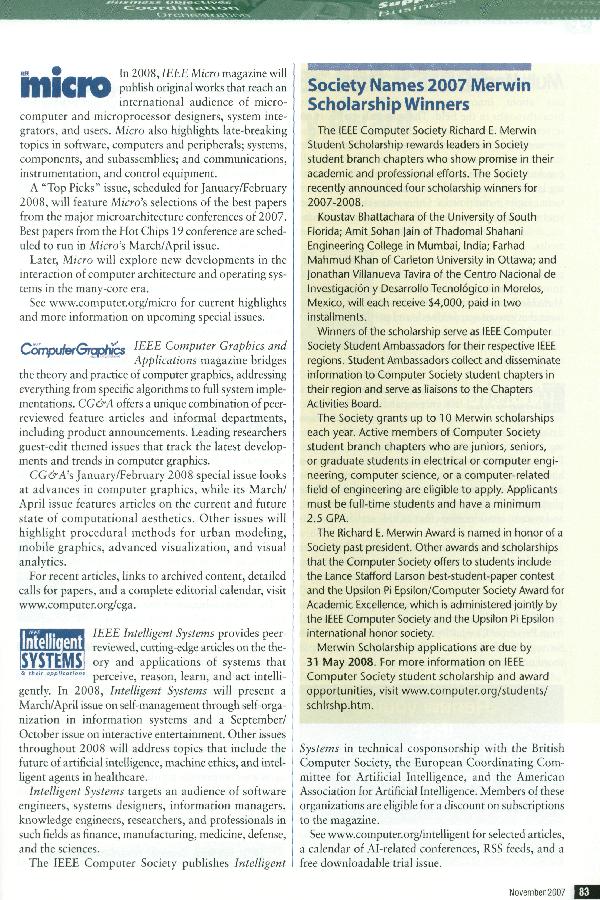 Business Objectives
Coordination
Orchestration
Supp
Business
IEEE
micro
In 2008, IEEE Micro magazine will
publish original works that reach an
international audience of micro-
computer and microprocessor designers, system inte-
grators, and users. Micro also highlights late-breaking
topics in software, computers and peripherals; systems,
components, and subassemblies; and communications,
instrumentation, and control equipment.
A “Top Picks” issue, scheduled for January/February
2008, will feature Micro’s selections of the best papers
from the major microarchitecture conferences of 2007.
Best papers from the Hot Chips 19 conference are sched-
uled to run in Micro’s March/April issue.
Later, Micro will explore new developments in the
interaction of computer architecture and operating sys-
tems in the many-core era.
See www.computer.org/micro for current highlights
and more information on upcoming special issues.
ComputerGraphics
IEEE Computer Graphics and
Applications magazine bridges
the theory and practice of computer graphics, addressing
everything from specific algorithms to full system imple-
mentations. CG&A offers a unique combination of peer-
reviewed feature articles and informal departments,
including product announcements. Leading researchers
guest-edit themed issues that track the latest develop-
ments and trends in computer graphics.
CG&A’s January/February 2008 special issue looks
at advances in computer graphics, while its March/
April issue features articles on the current and future
state of computational aesthetics. Other issues will
highlight procedural methods for urban modeling,
mobile graphics, advanced visualization, and visual
analytics.
For recent articles, links to archived content, detailed
calls for papers, and a complete editorial calendar, visit
www.computer.org/cga.
IEEE
Intelligent
SYSTEMS
& their applications
IEEE Intelligent Systems provides peer
reviewed, cutting-edge articles on the the-
ory and applications of systems that
perceive, reason, learn, and act intelli-
gently. In 2008, Intelligent Systems will present a
March/April issue on self-management through self-orga-
nization in information systems and a September/
October issue on interactive entertainment. Other issues
throughout 2008 will address topics that include the
future of artificial intelligence, machine ethics, and intel-
ligent agents in healthcare.
Intelligent Systems targets an audience of software
engineers, systems designers, information managers,
knowledge engineers, researchers, and professionals in
such fields as finance, manufacturing, medicine, defense,
and the sciences.
The IEEE Computer Society publishes Intelligent
Society Names 2007 Merwin
Scholarship Winners
The IEEE Computer Society Richard E. Merwin
Student Scholarship rewards leaders in Society
student branch chapters who show promise in their
academic and professional efforts. The Society
recently announced four scholarship winners for
2007-2008.
Koustav Bhattachara of the University of South
Florida; Amit Sohan Jain of Thadomal Shahani
Engineering College in Mumbai, India; Farhad
Mahmud Khan of Carleton University in Ottawa; and
Jonathan Villanueva Tavira of the Centro Nacional de
Investigación y Desarrollo Tecnológico in Morelos,
Mexico, will each receive $4,000, paid in two
installments.
Winners of the scholarship serve as IEEE Computer
Society Student Ambassadors for their respective IEEE
regions. Student Ambassadors collect and disseminate
information to Computer Society student chapters in
their region and serve as liaisons to the Chapters
Activities Board.
The Society grants up to 10 Merwin scholarships
each year. Active members of Computer Society
student branch chapters who are juniors, seniors,
or graduate students in electrical or computer engi-
neering, computer science, or a computer-related
field of engineering are eligible to apply. Applicants
must be full-time students and have a minimum
2.5 GPA.
The Richard E. Merwin Award is named in honor of a
Society past president. Other awards and scholarships
that the Computer Society offers to students include
the Lance Stafford Larson best-student-paper contest
and the Upsilon Pi Epsilon/Computer Society Award for
Academic Excellence, which is administered jointly by
the IEEE Computer Society and the Upsilon Pi Epsilon
international honor society.
Merwin Scholarship applications are due by
31 May 2008. For more information on IEEE
Computer Society student scholarship and award
opportunities, visit www.computer.org/students/
schlrshp.htm.
Systems in technical cosponsorship with the British
Computer Society, the European Coordinating Com-
mittee for Artificial Intelligence, and the American
Association for Artificial Intelligence. Members of these
organizations are eligible for a discount on subscriptions
to the magazine.
See www.computer.org/intelligent for selected articles,
a calendar of AI-related conferences, RSS feeds, and a
free downloadable trial issue.
November 2007 83